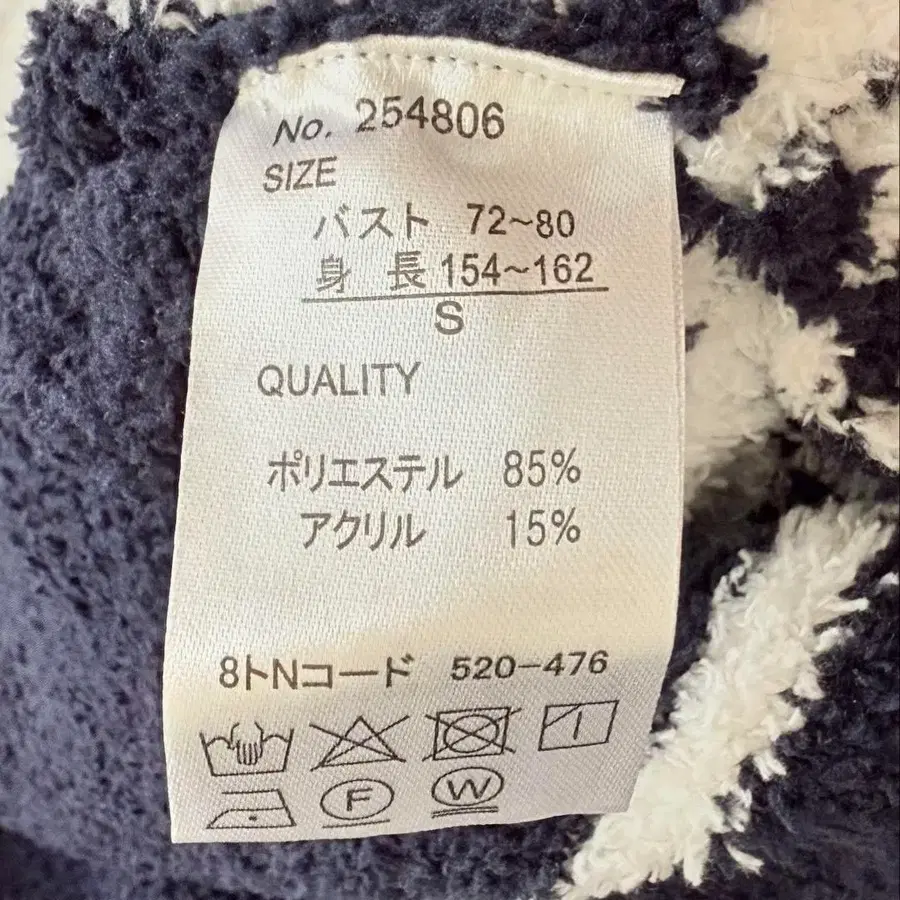 No. 254806
SIZE
バスト 72~80
身 長 154~162
S
QUALITY
ポリエステル 85%
アクリル 15%
8トNコード 520-476
F W